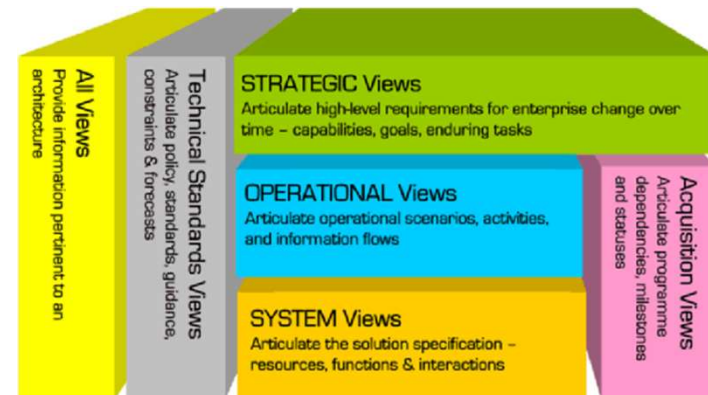 All Views
Provide information pertinent to an
architecture
Technical Standards Views
Articulate policy, standards, guidance,
constraints & forecasts
STRATEGIC Views
Articulate high-level requirements for enterprise change over
time – capabilities, goals, enduring tasks
OPERATIONAL Views
Articulate operational scenarios, activities,
and information flows
SYSTEM Views
Articulate the solution specification –
resources, functions & interactions
Acquisition Views
Articulate programme
dependencies, milestones
and statuses